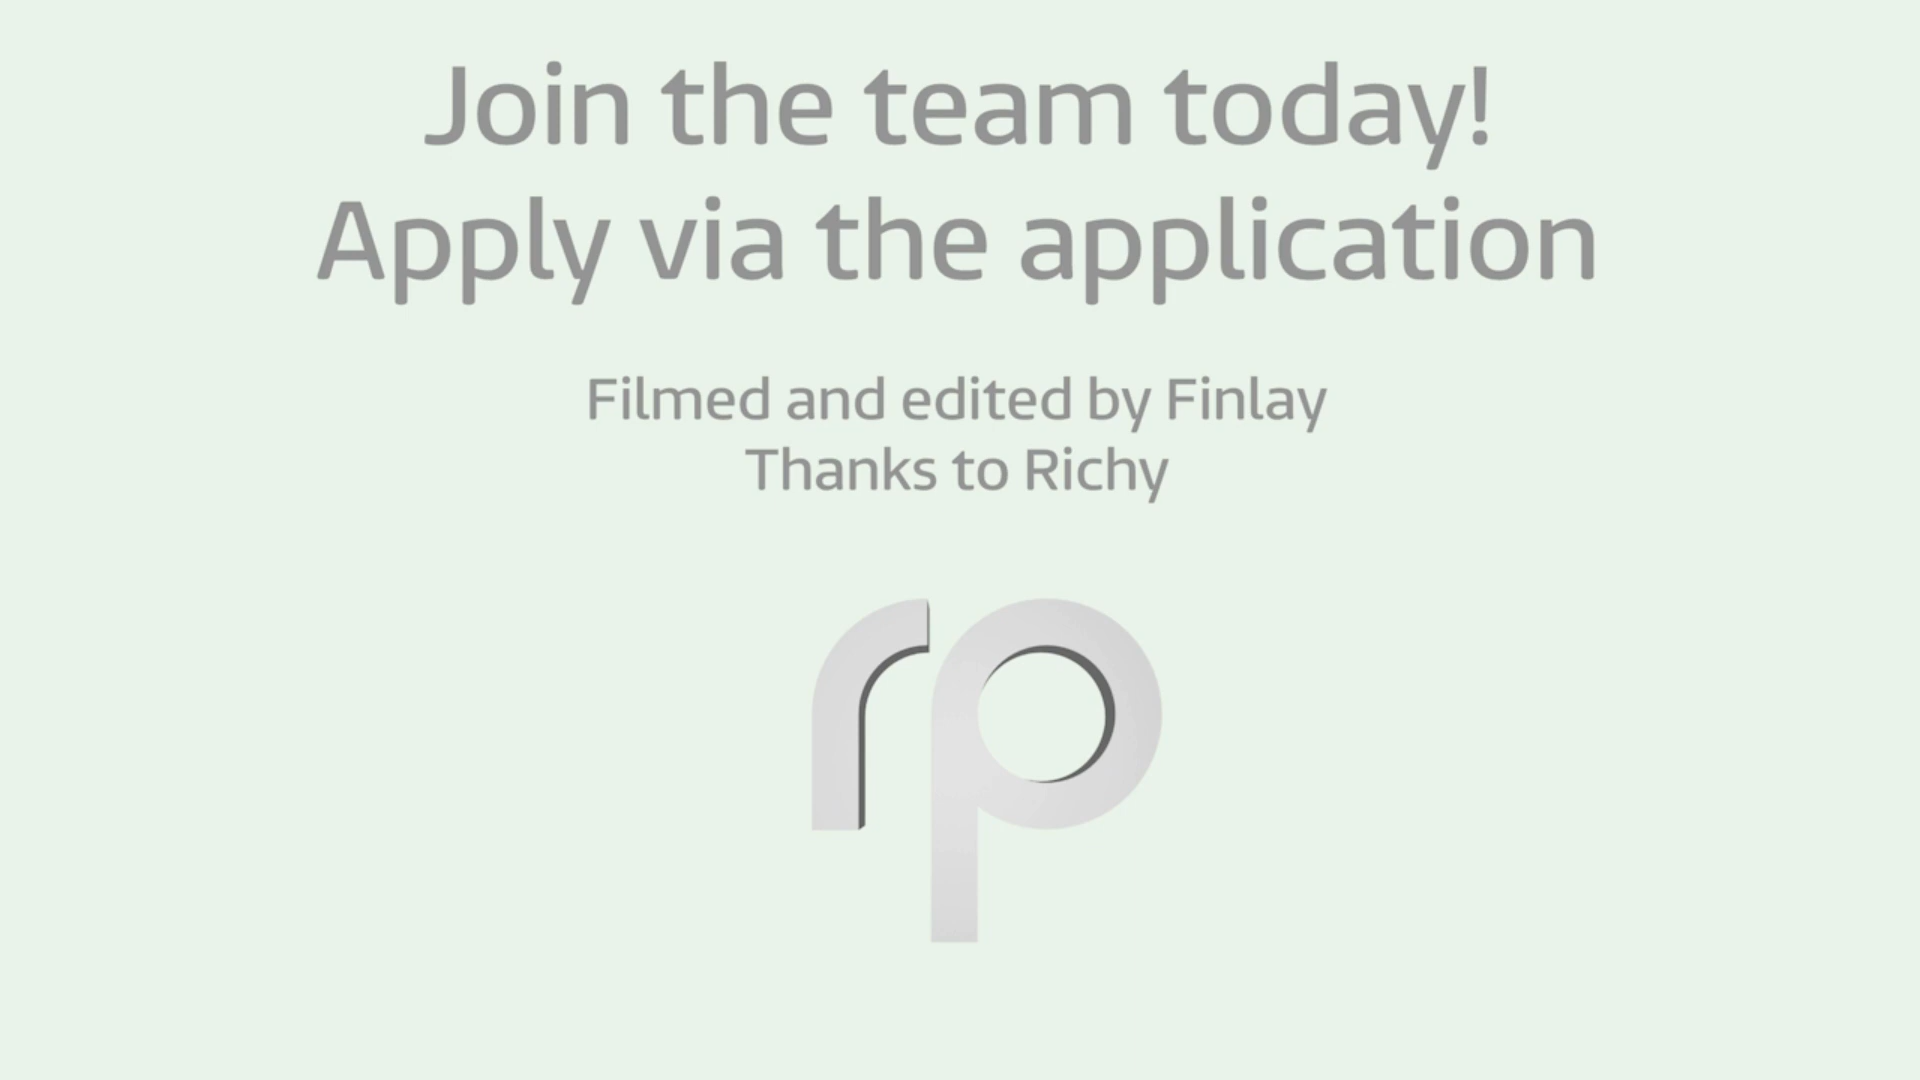 Join the team today!
Apply via the application
Filmed and edited by Finlay
Thanks to Richy
rp